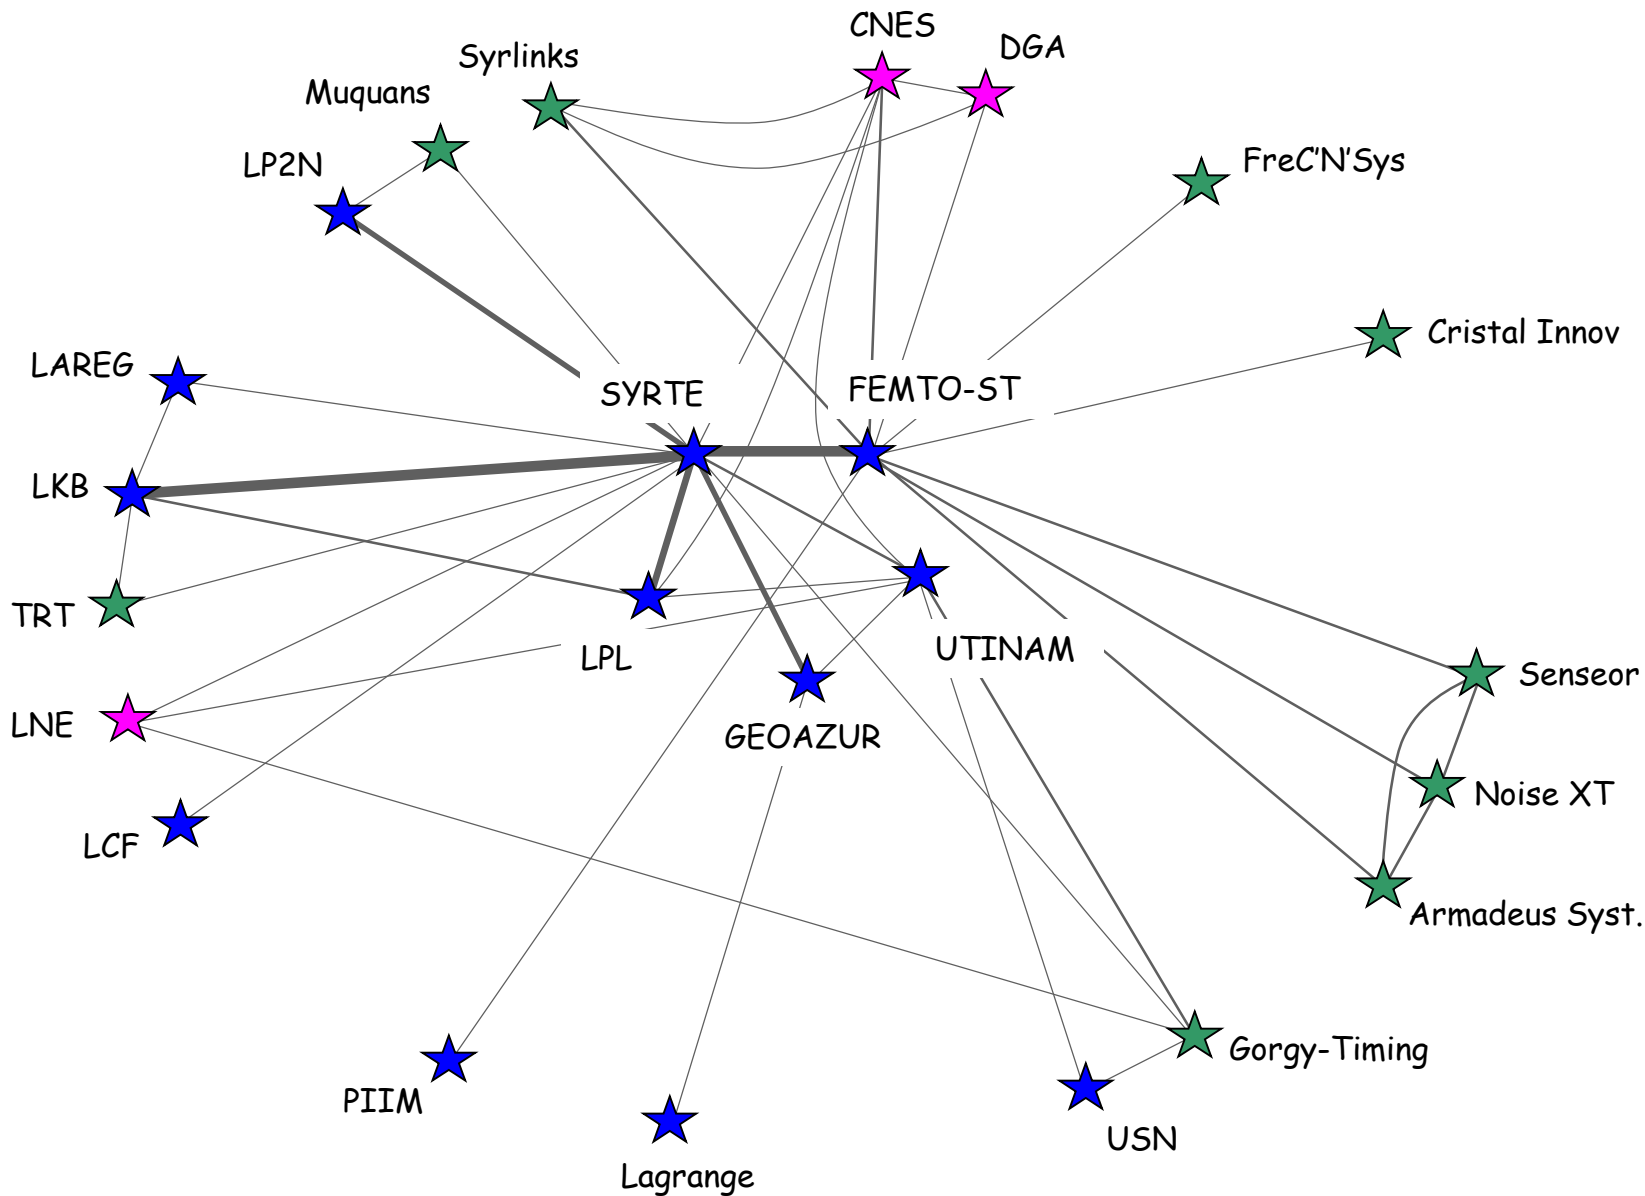 CNES
DGA
Syrlinks
Muquans
LP2N
FreC'N'Sys
Cristal Innov
LAREG
SYRTE
FEMTO-ST
LKB
TRT
LPL
UTINAM
Senseor
LNE
GEOAZUR
Noise XT
LCF
Armadeus Syst.
Gorgy-Timing
PIIM
USN
Lagrange